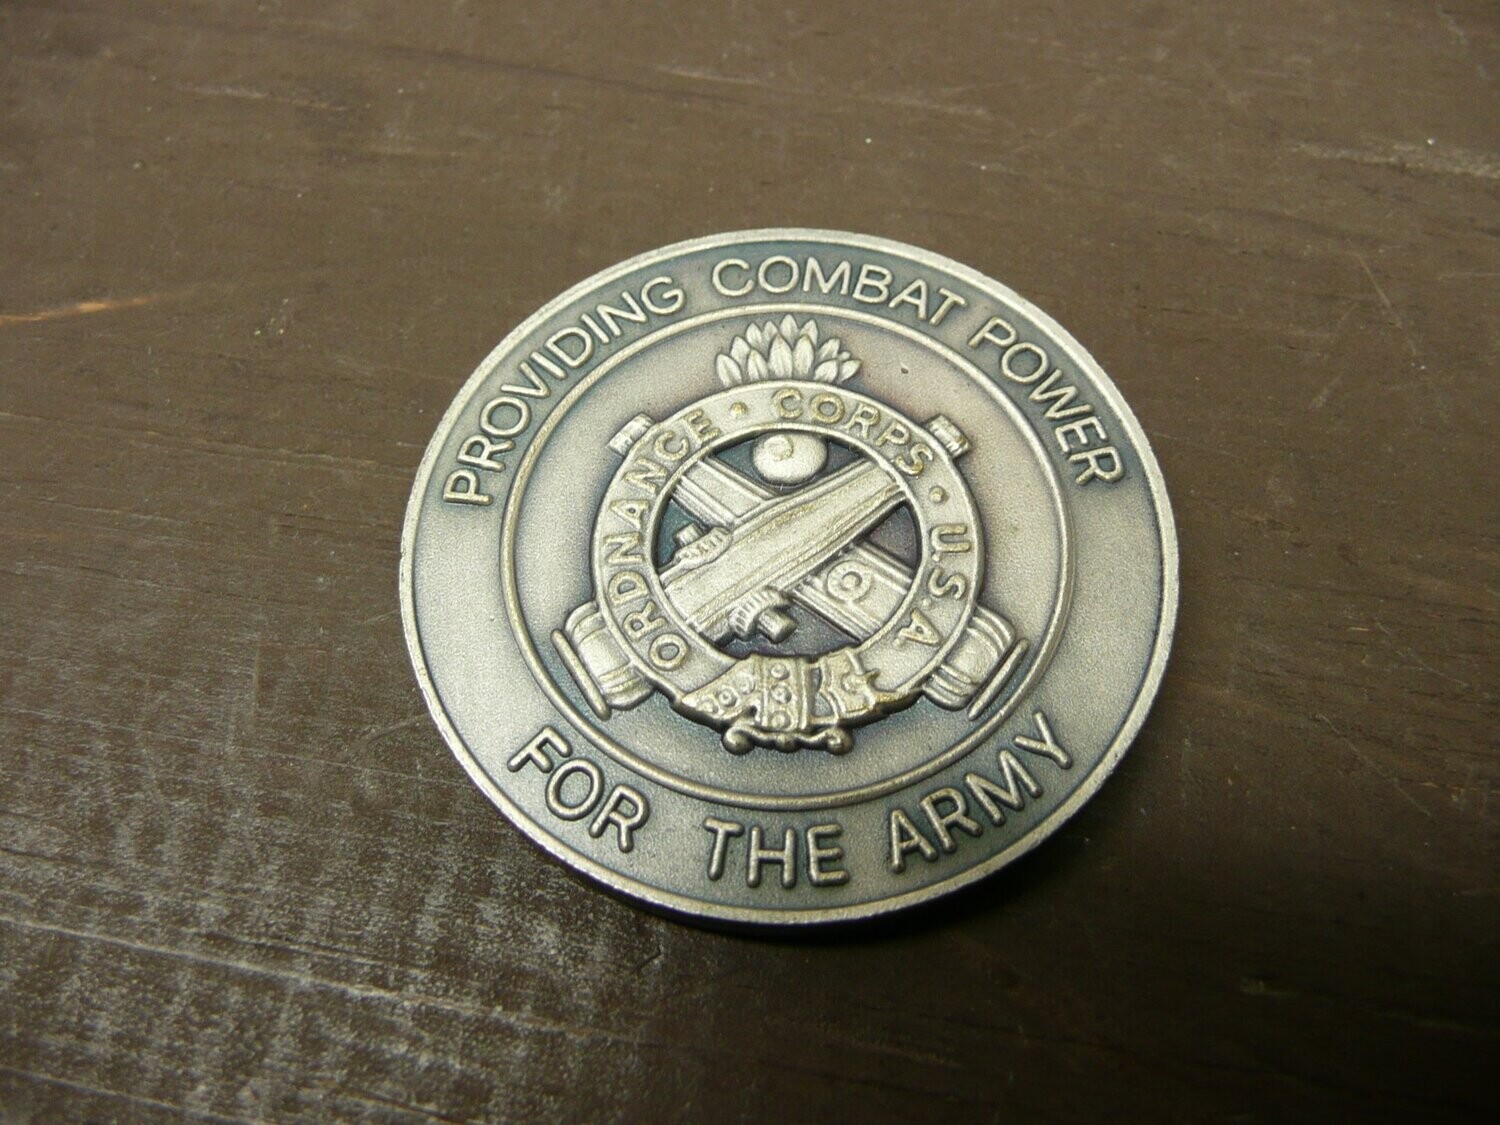 PROVIDING COMBAT POWER
ORDNANCE · CORPS · U.S.A.
FOR THE ARMY